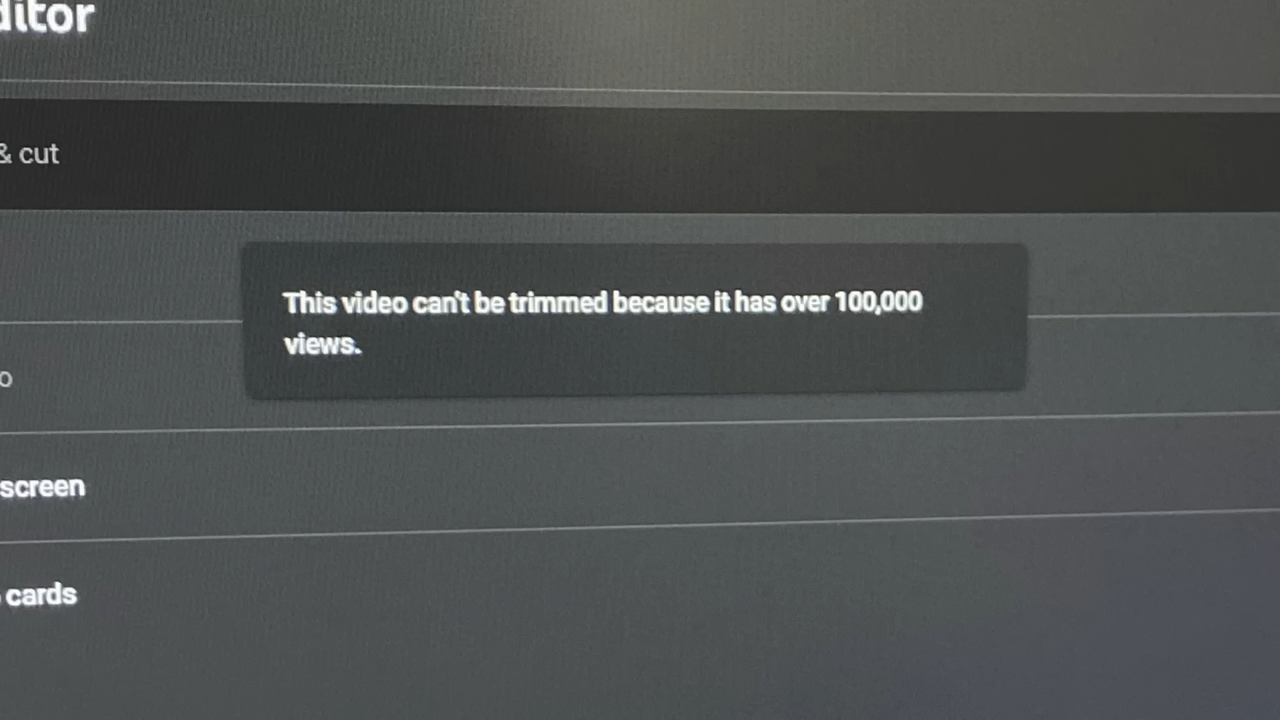 ditor
& cut
This video can't be trimmed because it has over 100,000
views.
o
screen
cards